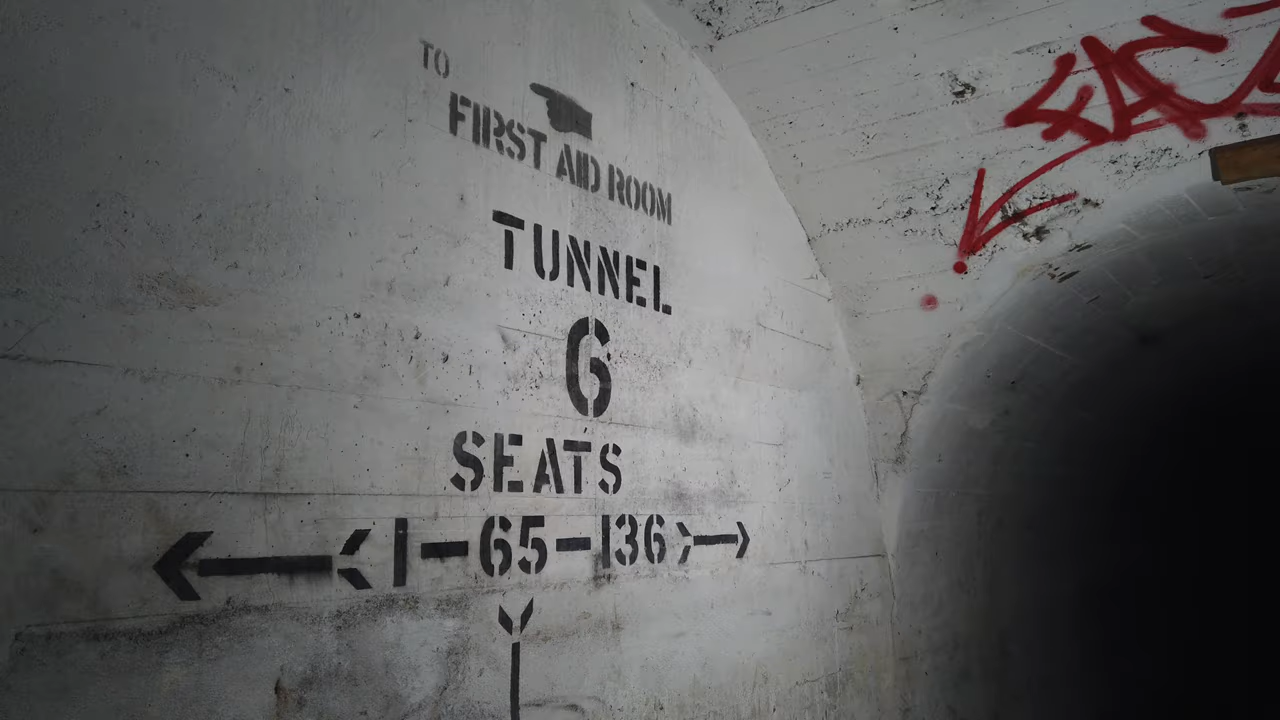 TO
FIRST AID ROOM
TUNNEL
6
SEATS
1-65-136